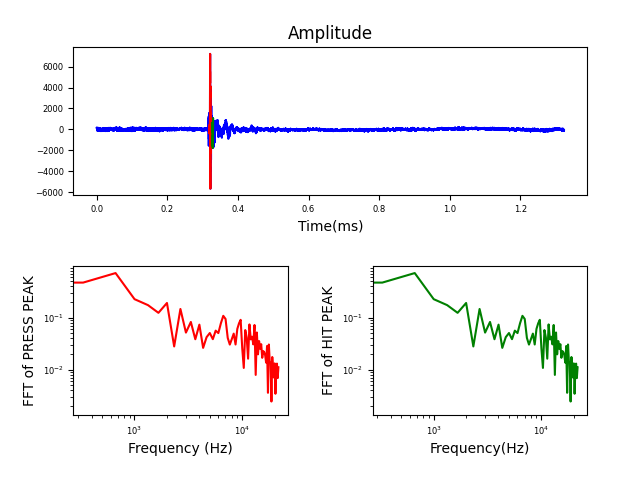 Amplitude
6000
4000
2000
0
−2000
−4000
−6000
0.0 0.2 0.4 0.6 0.8 1.0 1.2
Time(ms)
FFT of PRESS PEAK
10⁻¹
10⁻²
10³ 10⁴
Frequency (Hz)
FFT of HIT PEAK
10⁻¹
10⁻²
10³ 10⁴
Frequency(Hz)